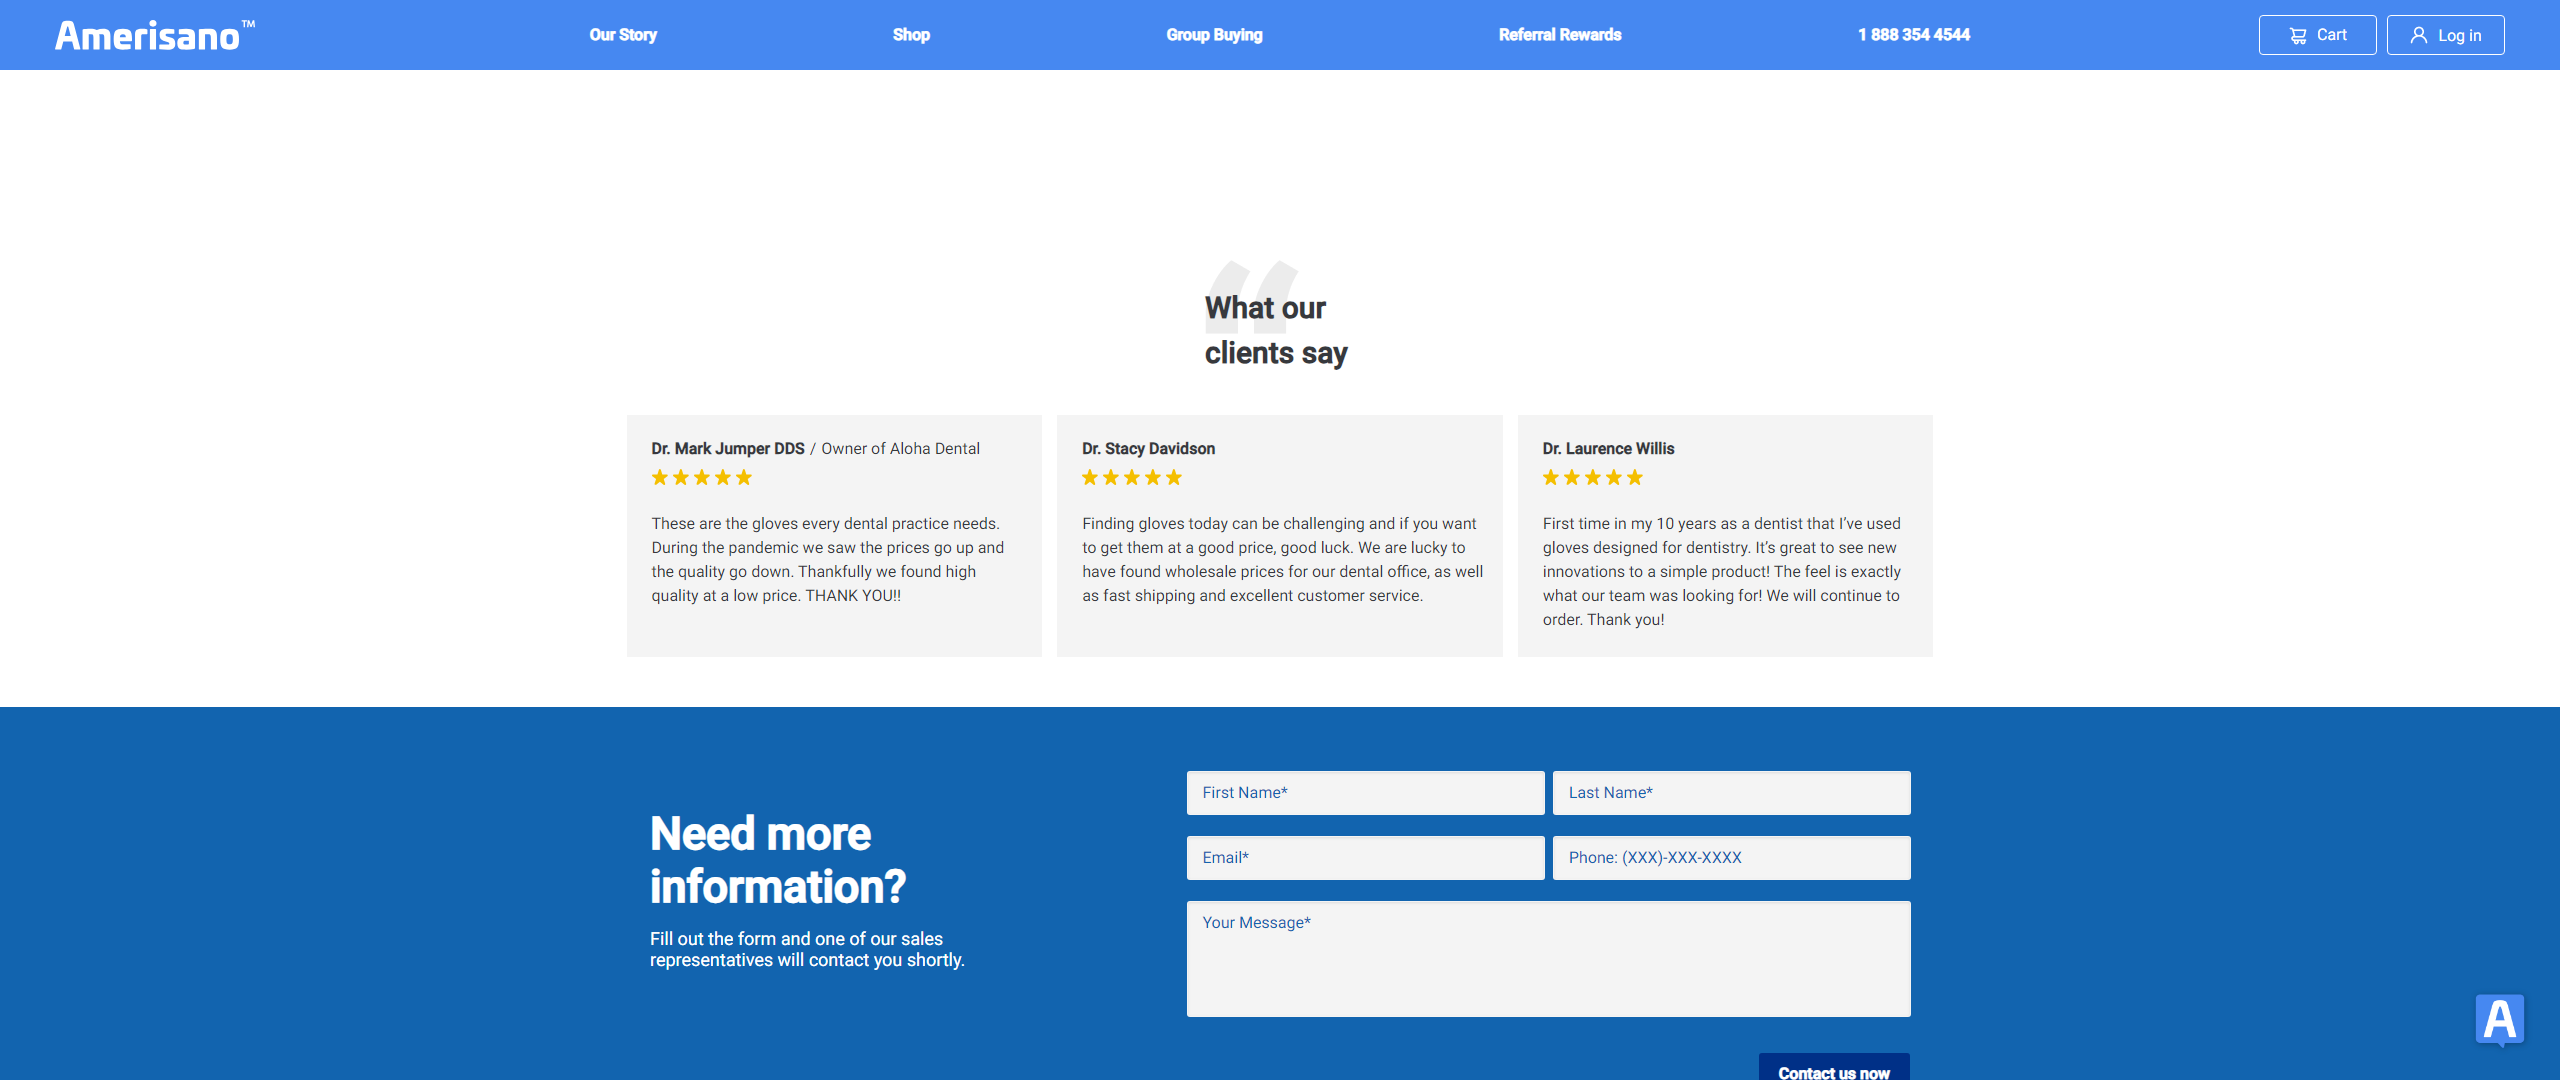 Amerisano™
Our Story
Shop
Group Buying
Referral Rewards
1 888 354 4544
Cart
Log in
“
What our
clients say
Dr. Mark Jumper DDS / Owner of Aloha Dental
These are the gloves every dental practice needs.
During the pandemic we saw the prices go up and
the quality go down. Thankfully we found high
quality at a low price. THANK YOU!!
Dr. Stacy Davidson
Finding gloves today can be challenging and if you want
to get them at a good price, good luck. We are lucky to
have found wholesale prices for our dental office, as well
as fast shipping and excellent customer service.
Dr. Laurence Willis
First time in my 10 years as a dentist that I’ve used
gloves designed for dentistry. It’s great to see new
innovations to a simple product! The feel is exactly
what our team was looking for! We will continue to
order. Thank you!
Need more
information?
Fill out the form and one of our sales
representatives will contact you shortly.
First Name*
Last Name*
Email*
Phone: (XXX)-XXX-XXXX
Your Message*
A
Contact us now